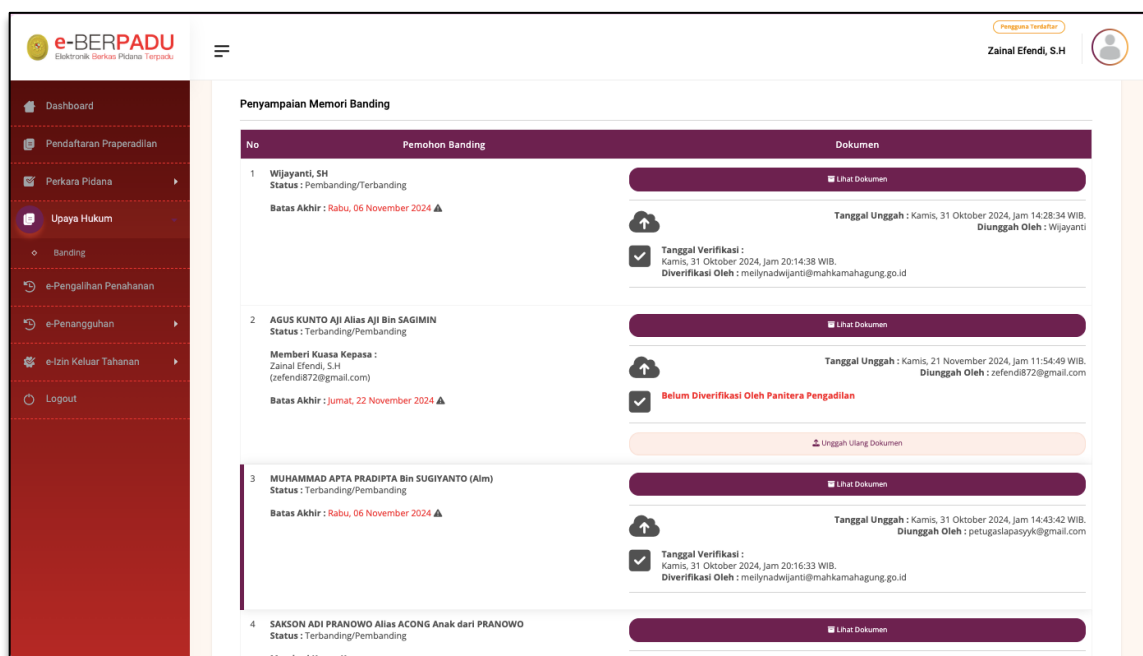 e-BERPADU
Elektronik Berkas Pidana Terpadu
Pengguna Terdaftar
Zainal Efendi, S.H
Dashboard
Pendaftaran Praperadilan
Perkara Pidana
Upaya Hukum
Banding
e-Pengalihan Penahanan
e-Penangguhan
e-Izin Keluar Tahanan
Logout
Penyampaian Memori Banding
No Pemohon Banding Dokumen
1 Wijayanti, SH
Status : Pembanding/Terbanding
Batas Akhir : Rabu, 06 November 2024
Lihat Dokumen
Tanggal Unggah : Kamis, 31 Oktober 2024, Jam 14:28:34 WIB.
Diunggah Oleh : Wijayanti
Tanggal Verifikasi :
Kamis, 31 Oktober 2024, Jam 20:14:38 WIB.
Diverifikasi Oleh : meilynadwijanti@mahkamahagung.go.id
2 AGUS KUNTO AJI Alias AJI Bin SAGIMIN
Status : Terbanding/Pembanding
Memberi Kuasa Kepasa :
Zainal Efendi, S.H
(zefendi872@gmail.com)
Batas Akhir : Jumat, 22 November 2024
Lihat Dokumen
Tanggal Unggah : Kamis, 21 November 2024, Jam 11:54:49 WIB.
Diunggah Oleh : zefendi872@gmail.com
Belum Diverifikasi Oleh Panitera Pengadilan
Unggah Ulang Dokumen
3 MUHAMMAD APTA PRADIPTA Bin SUGIYANTO (Alm)
Status : Terbanding/Pembanding
Batas Akhir : Rabu, 06 November 2024
Lihat Dokumen
Tanggal Unggah : Kamis, 31 Oktober 2024, Jam 14:43:42 WIB.
Diunggah Oleh : petugaslapasyyk@gmail.com
Tanggal Verifikasi :
Kamis, 31 Oktober 2024, Jam 20:16:33 WIB.
Diverifikasi Oleh : meilynadwijanti@mahkamahagung.go.id
4 SAKSON ADI PRANOWO Alias ACONG Anak dari PRANOWO
Status : Terbanding/Pembanding
Lihat Dokumen